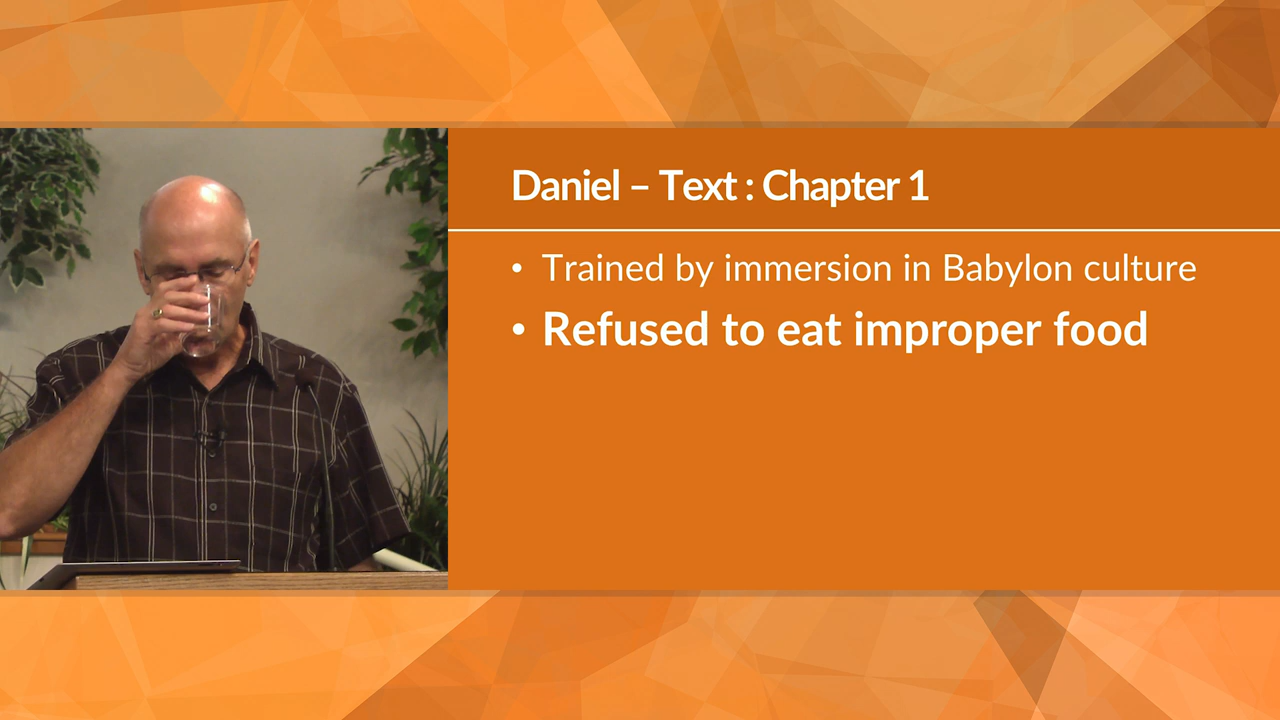 Daniel – Text : Chapter 1
• Trained by immersion in Babylon culture
• Refused to eat improper food